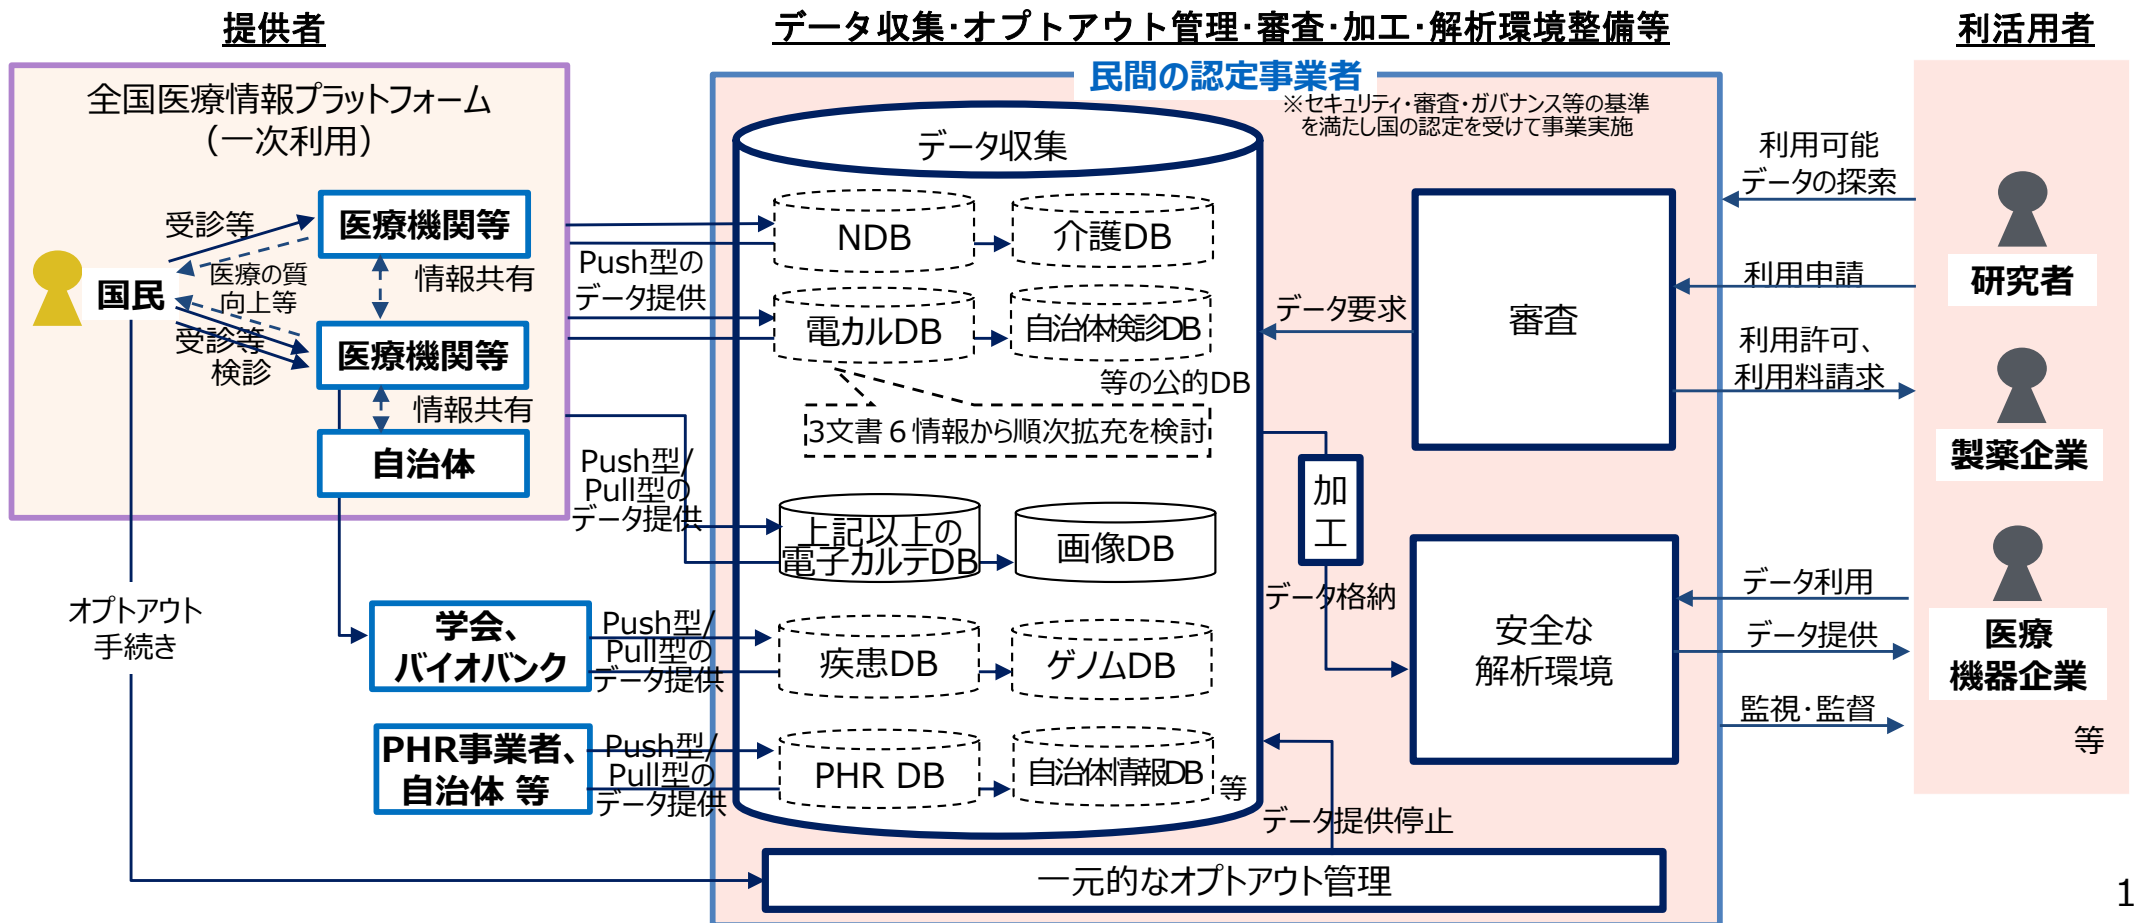 提供者
データ収集・オプトアウト管理・審査・加工・解析環境整備等
利活用者
全国医療情報プラットフォーム
（一次利用）
国民
受診等
医療の質
向上等
受診等
検診
医療機関等
情報共有
医療機関等
情報共有
自治体
オプトアウト
手続き
学会、
バイオバンク
PHR事業者、
自治体 等
Push型の
データ提供
Push型/
Pull型の
データ提供
Push型/
Pull型の
データ提供
Push型/
Pull型の
データ提供
民間の認定事業者
※セキュリティ・審査・ガバナンス等の基準
を満たし国の認定を受けて事業実施
データ収集
NDB
介護DB
電カルDB
自治体検診DB
等の公的DB
3文書６情報から順次拡充を検討
上記以上の
電子カルテDB
画像DB
疾患DB
ゲノムDB
PHR DB
自治体情報DB
等
データ要求
審査
加
工
データ格納
安全な
解析環境
データ提供停止
一元的なオプトアウト管理
利用可能
データの探索
利用申請
利用許可、
利用料請求
データ利用
データ提供
監視・監督
研究者
製薬企業
医療
機器企業
等
1